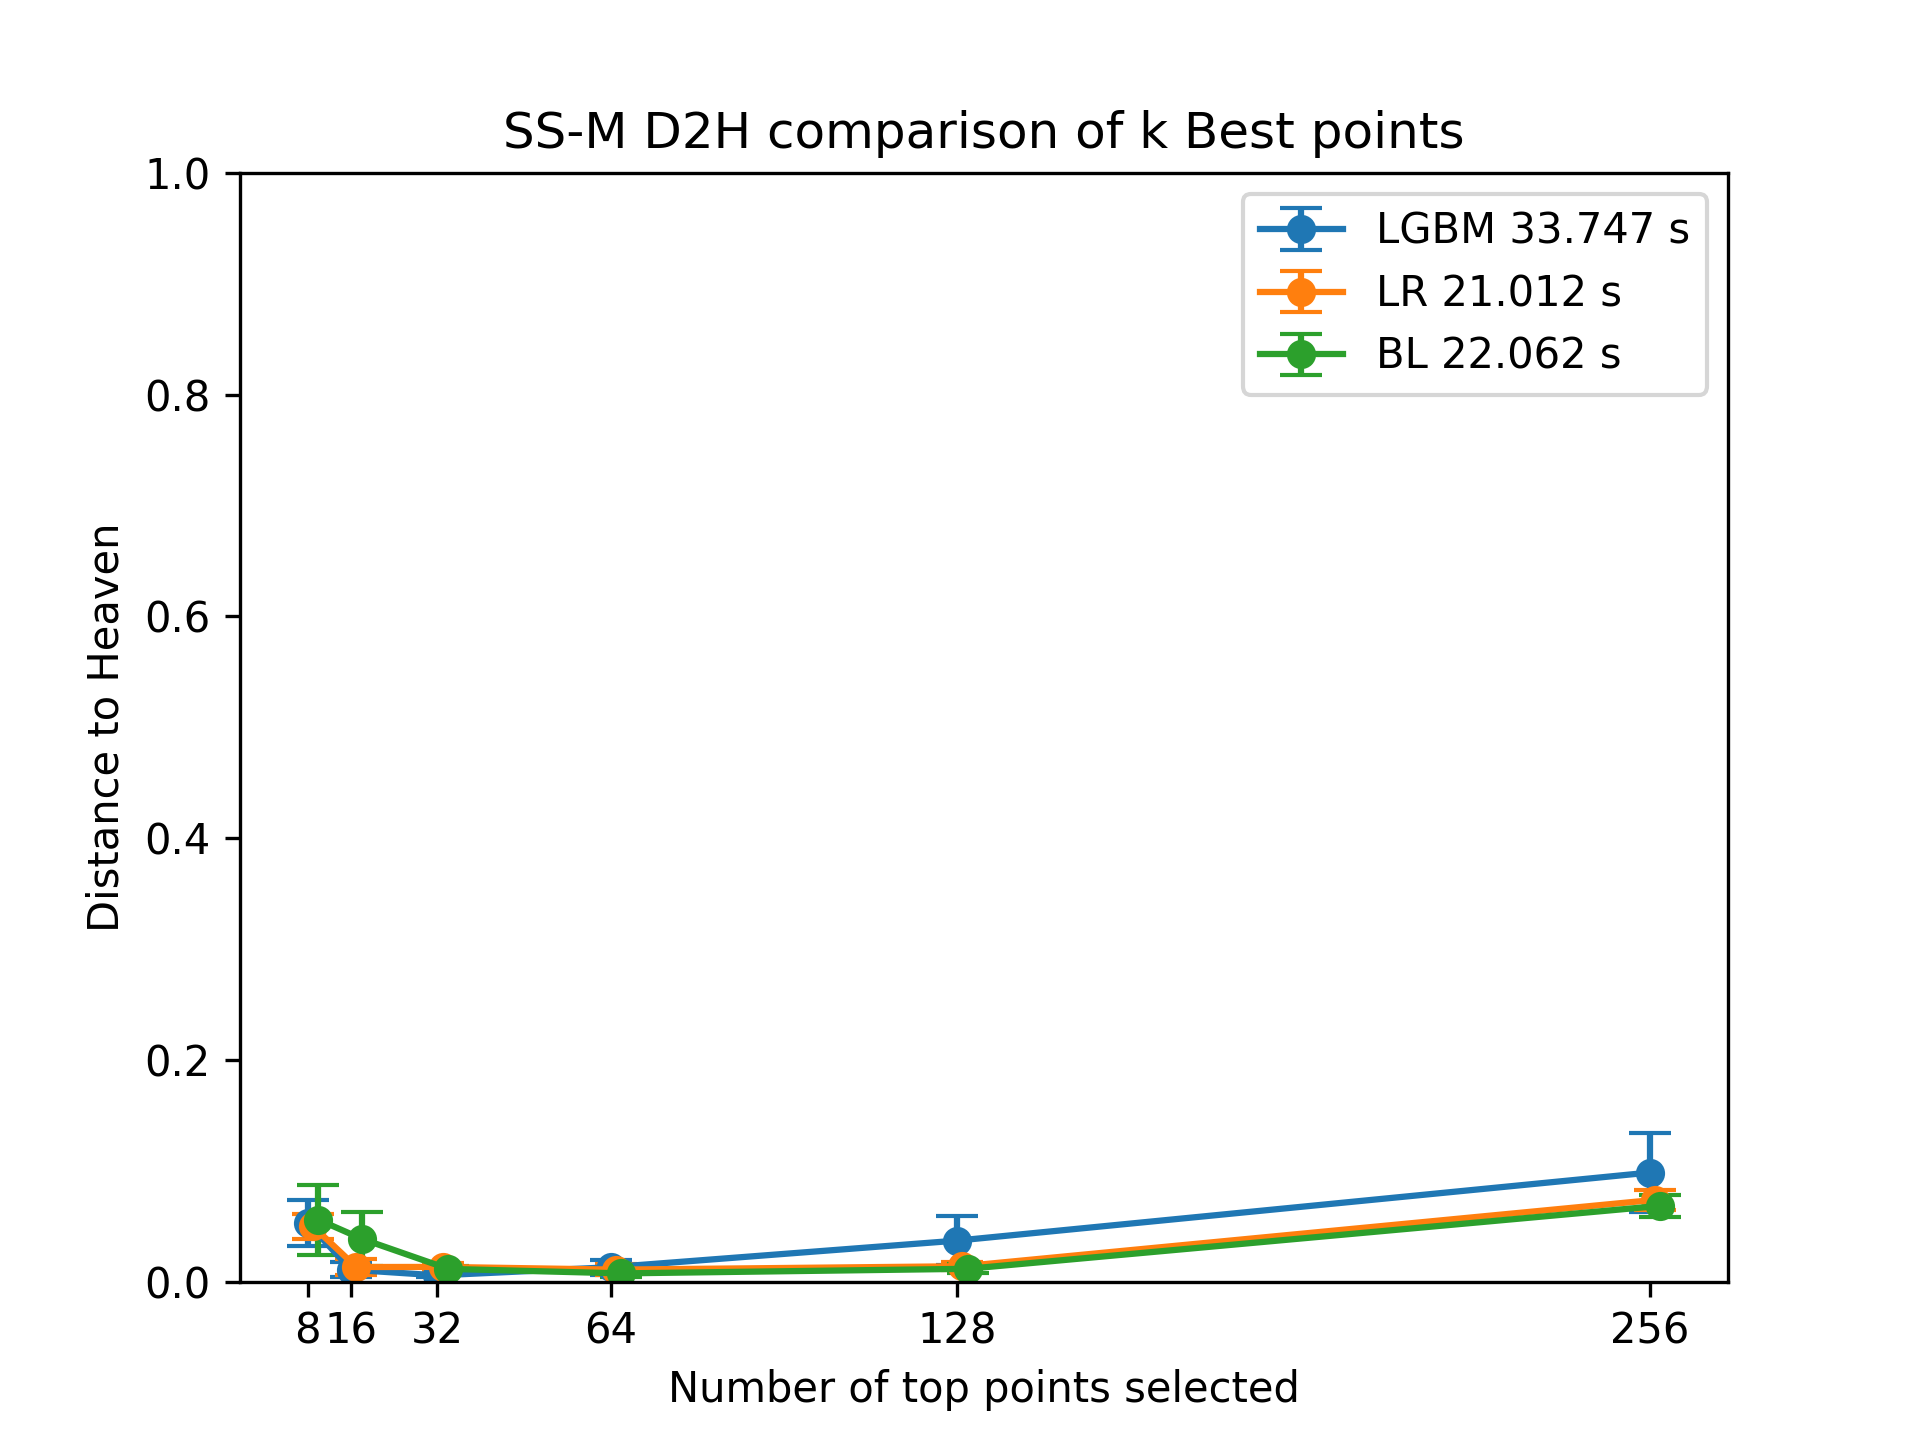 SS-M D2H comparison of k Best points
1.0
0.8
0.6
0.4
0.2
0.0
Distance to Heaven
LGBM 33.747 s
LR 21.012 s
BL 22.062 s
8 16 32 64 128 256
Number of top points selected